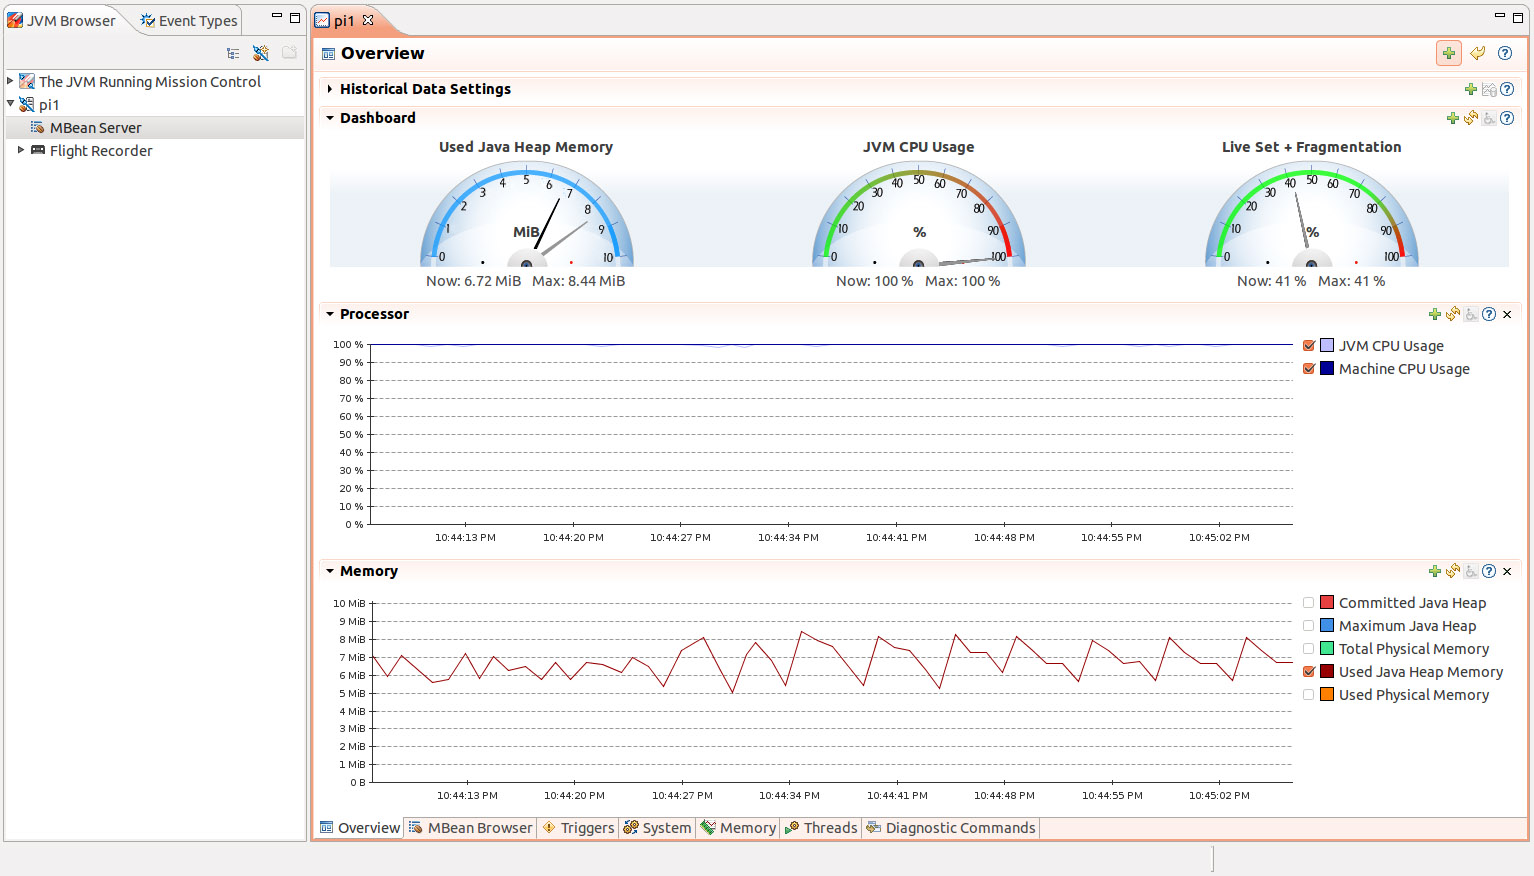 JVM Browser
Event Types
The JVM Running Mission Control
pi1
MBean Server
Flight Recorder
pi1
Overview
Historical Data Settings
Dashboard
Used Java Heap Memory
0 1 2 3 4 5 6 7 8 9 10
MiB
Now: 6.72 MiB Max: 8.44 MiB
JVM CPU Usage
0 10 20 30 40 50 60 70 80 90 100
%
Now: 100 % Max: 100 %
Live Set + Fragmentation
0 10 20 30 40 50 60 70 80 90 100
%
Now: 41 % Max: 41 %
Processor
100 %
90 %
80 %
70 %
60 %
50 %
40 %
30 %
20 %
10 %
0 %
10:44:13 PM 10:44:20 PM 10:44:27 PM 10:44:34 PM 10:44:41 PM 10:44:48 PM 10:44:55 PM 10:45:02 PM
JVM CPU Usage
Machine CPU Usage
Memory
10 MiB
9 MiB
8 MiB
7 MiB
6 MiB
5 MiB
4 MiB
3 MiB
2 MiB
1 MiB
0 B
10:44:13 PM 10:44:20 PM 10:44:27 PM 10:44:34 PM 10:44:41 PM 10:44:48 PM 10:44:55 PM 10:45:02 PM
Committed Java Heap
Maximum Java Heap
Total Physical Memory
Used Java Heap Memory
Used Physical Memory
Overview MBean Browser Triggers System Memory Threads Diagnostic Commands